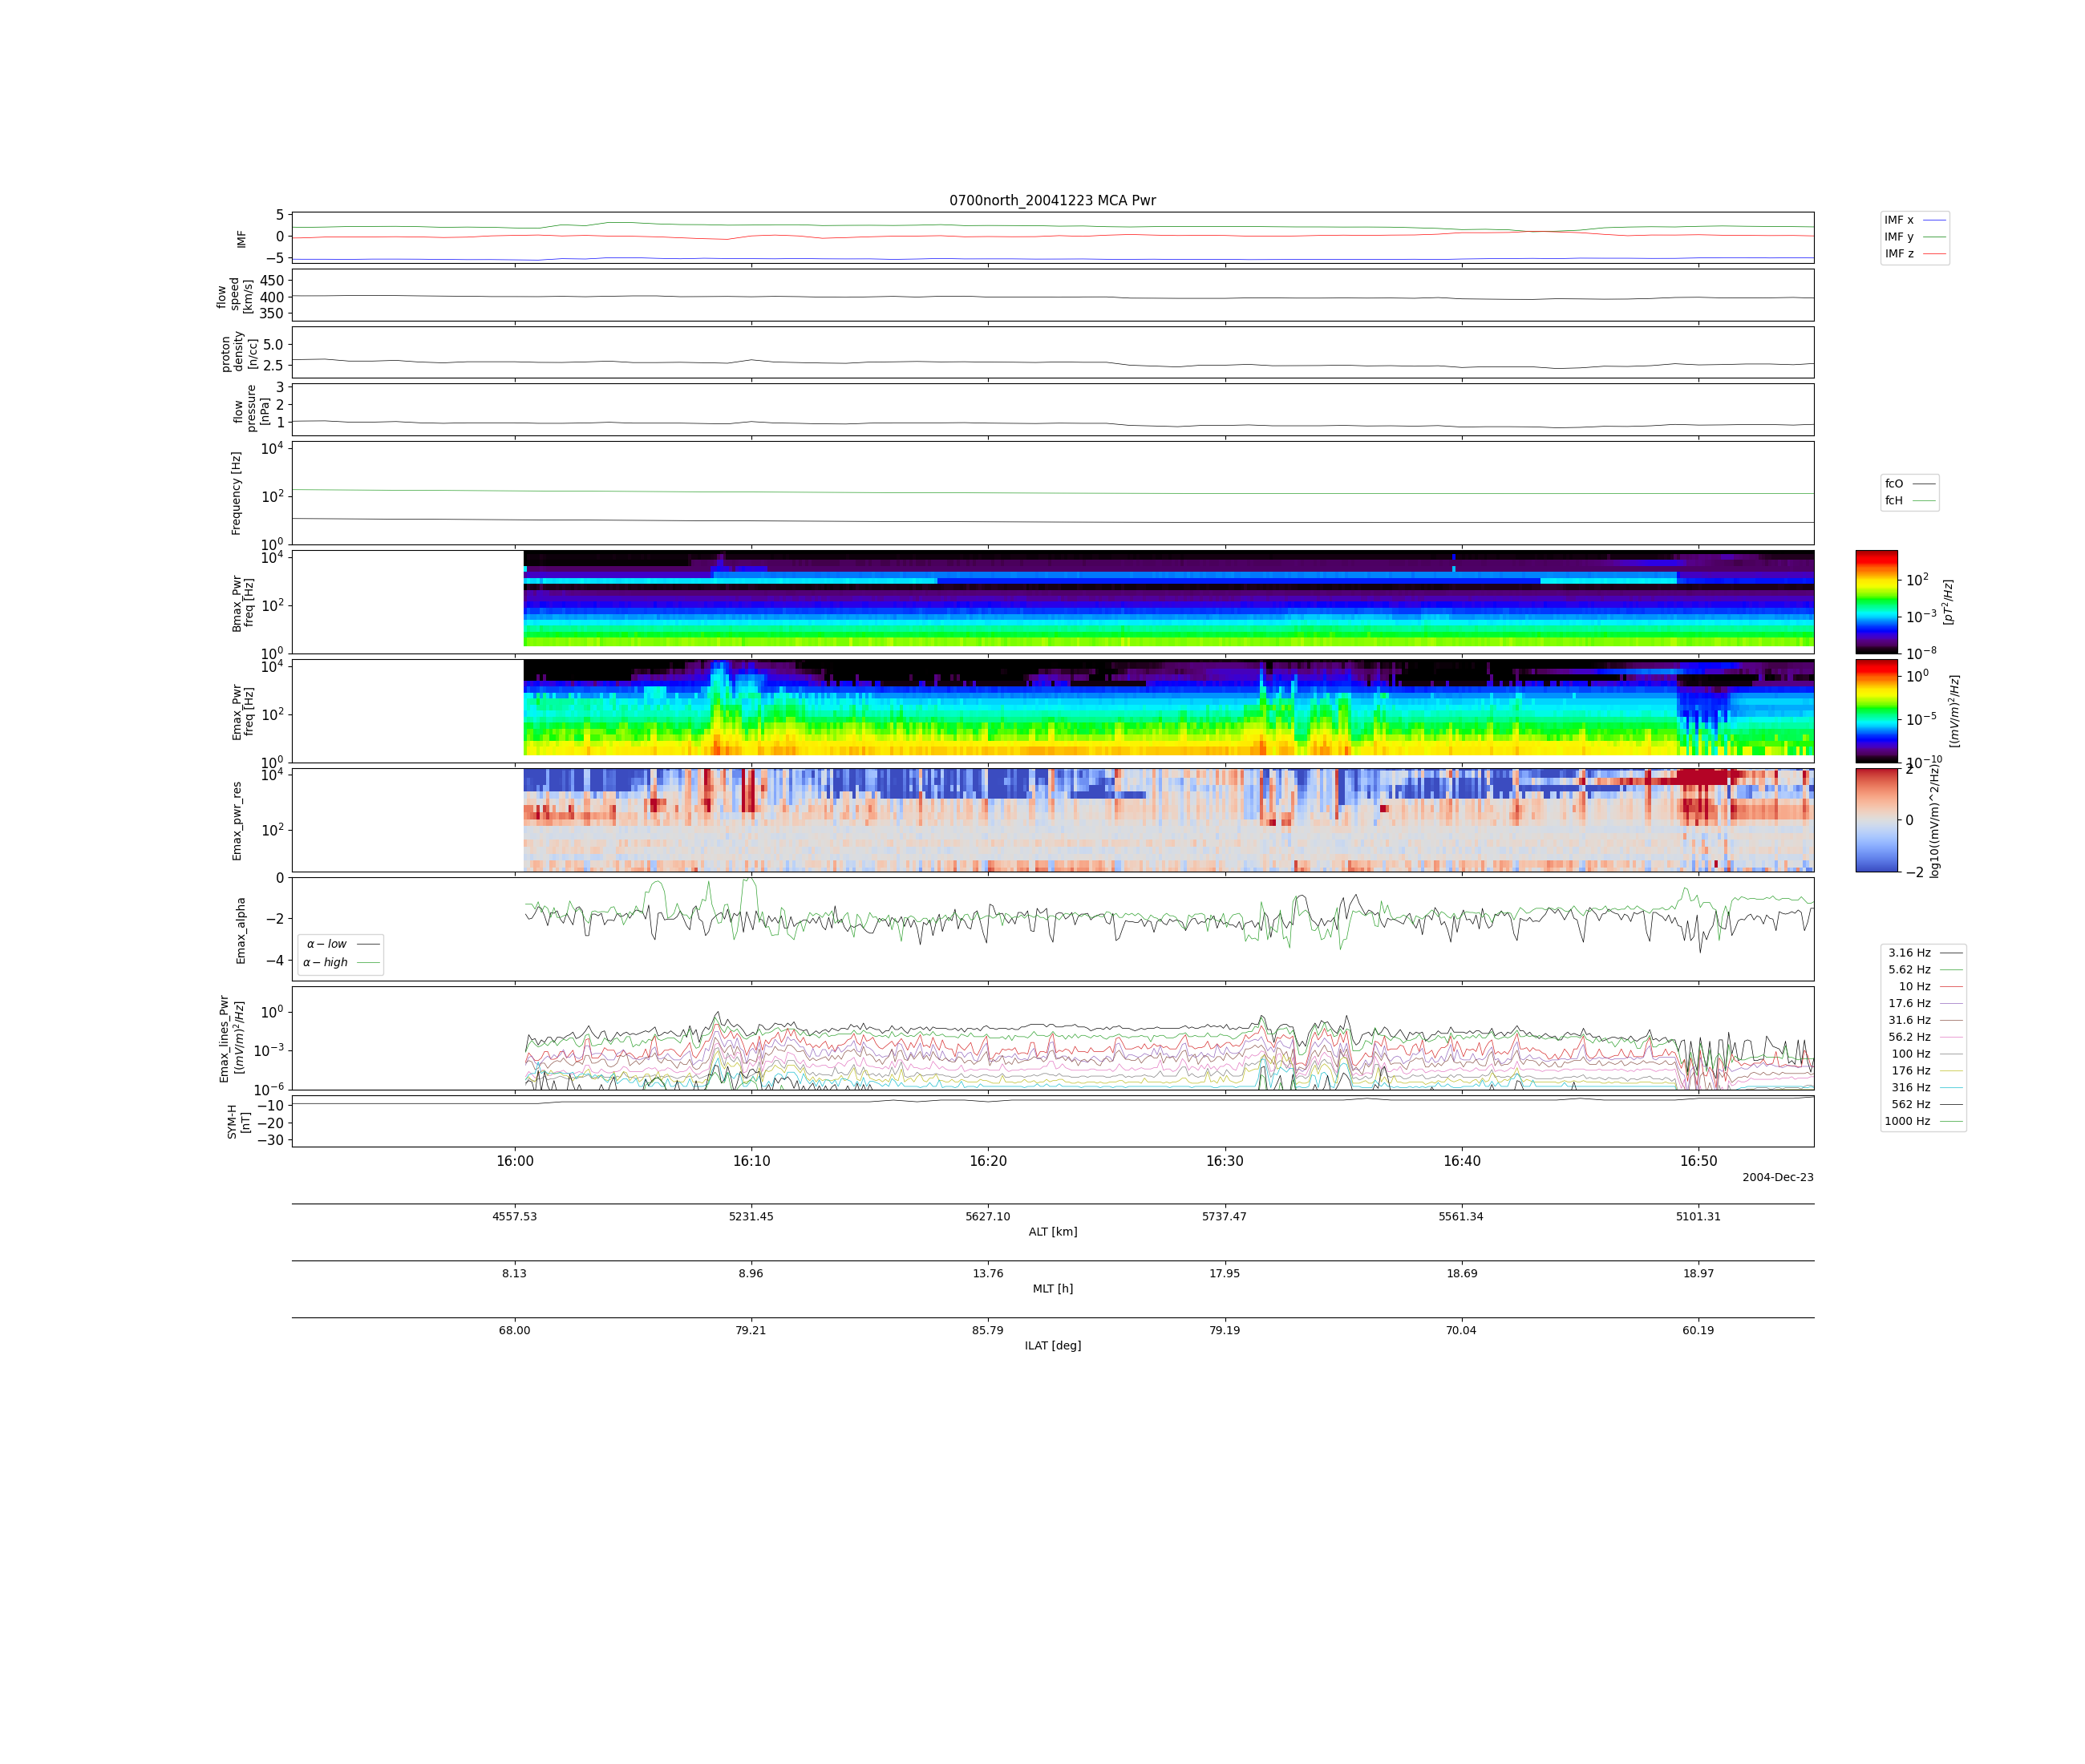 0700north_20041223 MCA Pwr
5
0
−5
IMF
IMF x
IMF y
IMF z
450
400
350
flow
speed
[km/s]
5.0
2.5
proton
density
[n/cc]
3
2
1
flow
pressure
[nPa]
10^4
10^2
10^0
Frequency [Hz]
fcO
fcH
10^4
10^2
10^0
Bmax_Pwr
freq [Hz]
10^2
10^-3
10^-8
[pT^2/Hz]
10^4
10^2
10^0
Emax_Pwr
freq [Hz]
10^0
10^-5
10^-10
[(mV/m)^2/Hz]
10^4
10^2
Emax_pwr_res
2
0
−2
log10((mV/m)^2/Hz)
0
−2
−4
Emax_alpha
α − low
α − high
10^0
10^-3
10^-6
Emax_lines_Pwr
[(mV/m)^2/Hz]
3.16 Hz
5.62 Hz
10 Hz
17.6 Hz
31.6 Hz
56.2 Hz
100 Hz
176 Hz
316 Hz
562 Hz
1000 Hz
−10
−20
−30
SYM-H
[nT]
16:00 16:10 16:20 16:30 16:40 16:50
2004-Dec-23
4557.53 5231.45 5627.10 5737.47 5561.34 5101.31
ALT [km]
8.13 8.96 13.76 17.95 18.69 18.97
MLT [h]
68.00 79.21 85.79 79.19 70.04 60.19
ILAT [deg]